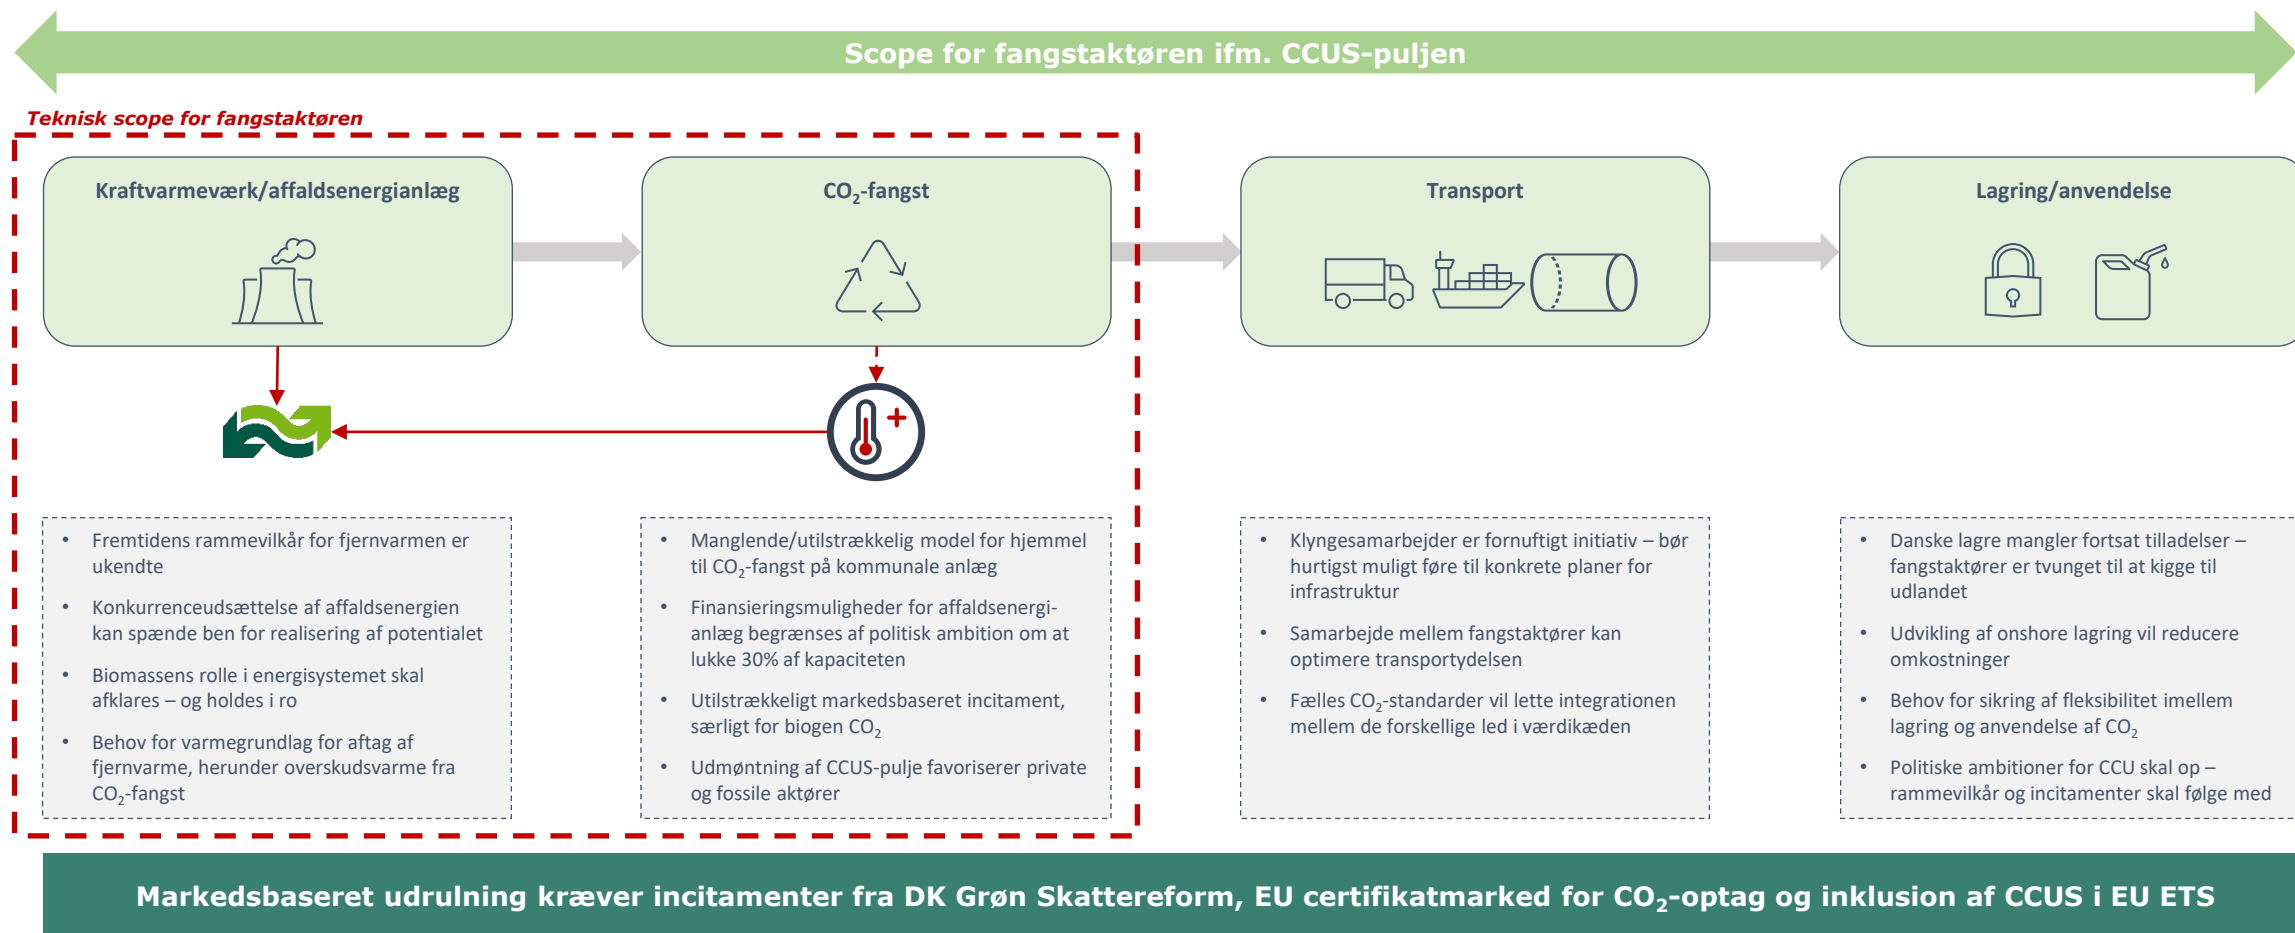 Scope for fangstaktøren ifm. CCUS-puljen
Teknisk scope for fangstaktøren
Kraftvarmeværk/affaldsenergianlæg
CO₂-fangst
Transport
Lagring/anvendelse
• Fremtidens rammevilkår for fjernvarmen er
ukendte
• Konkurrenceudsættelse af affaldsenergien
kan spænde ben for realisering af potentialet
• Biomassens rolle i energisystemet skal
afklares – og holdes i ro
• Behov for varmegrundlag for aftag af
fjernvarme, herunder overskudsvarme fra
CO₂-fangst
• Manglende/utilstrækkelig model for hjemmel
til CO₂-fangst på kommunale anlæg
• Finansieringsmuligheder for affaldsenergi-
anlæg begrænses af politisk ambition om at
lukke 30% af kapaciteten
• Utilstrækkeligt markedsbaseret incitament,
særligt for biogen CO₂
• Udmøntning af CCUS-pulje favoriserer private
og fossile aktører
• Klyngesamarbejder er fornuftigt initiativ – bør
hurtigst muligt føre til konkrete planer for
infrastruktur
• Samarbejde mellem fangstaktører kan
optimere transportydelsen
• Fælles CO₂-standarder vil lette integrationen
mellem de forskellige led i værdikæden
• Danske lagre mangler fortsat tilladelser –
fangstaktører er tvunget til at kigge til
udlandet
• Udvikling af onshore lagring vil reducere
omkostninger
• Behov for sikring af fleksibilitet imellem
lagring og anvendelse af CO₂
• Politiske ambitioner for CCU skal op –
rammevilkår og incitamenter skal følge med
Markedsbaseret udrulning kræver incitamenter fra DK Grøn Skattereform, EU certifikatmarked for CO₂-optag og inklusion af CCUS i EU ETS